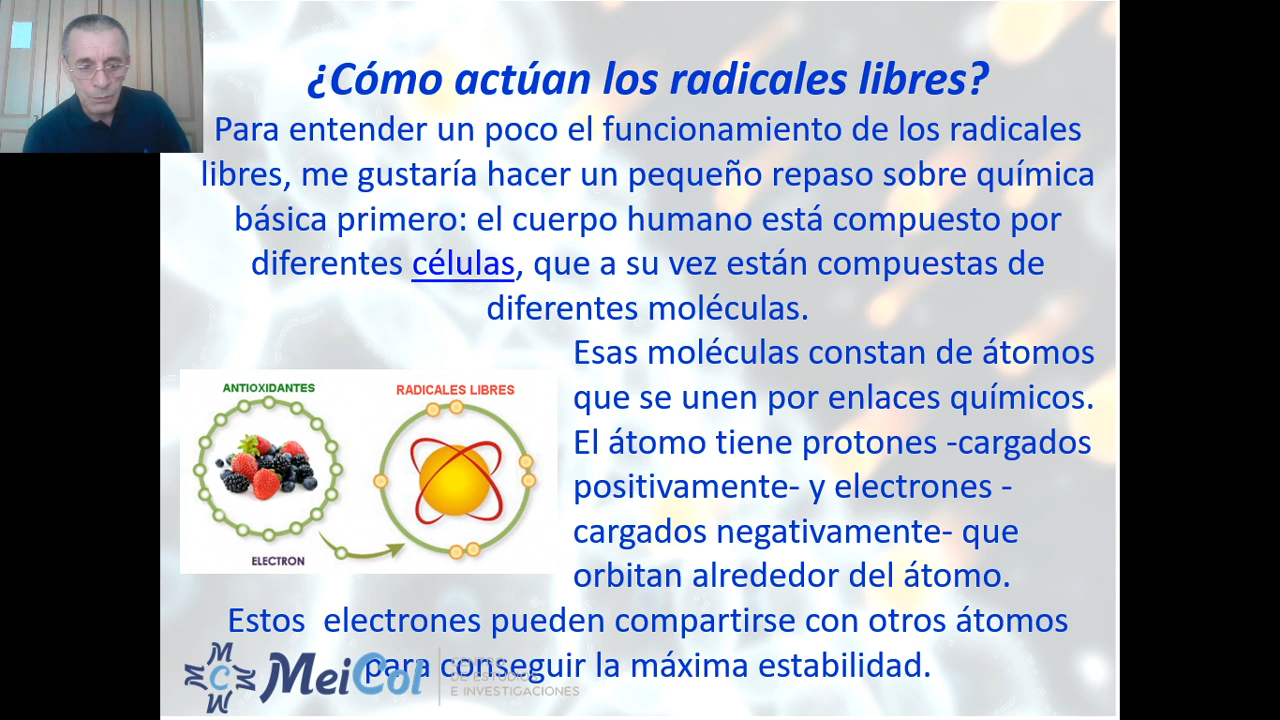 ¿Cómo actúan los radicales libres?
Para entender un poco el funcionamiento de los radicales
libres, me gustaría hacer un pequeño repaso sobre química
básica primero: el cuerpo humano está compuesto por
diferentes células, que a su vez están compuestas de
diferentes moléculas.
Esas moléculas constan de átomos
que se unen por enlaces químicos.
El átomo tiene protones -cargados
positivamente- y electrones -
cargados negativamente- que
orbitan alrededor del átomo.
ANTIOXIDANTES
RADICALES LIBRES
ELECTRON
Estos  electrones pueden compartirse con otros átomos
para conseguir la máxima estabilidad.
MCMW MeiCol
CENTRO
DE ESTUDIOS
E INVESTIGACIONES